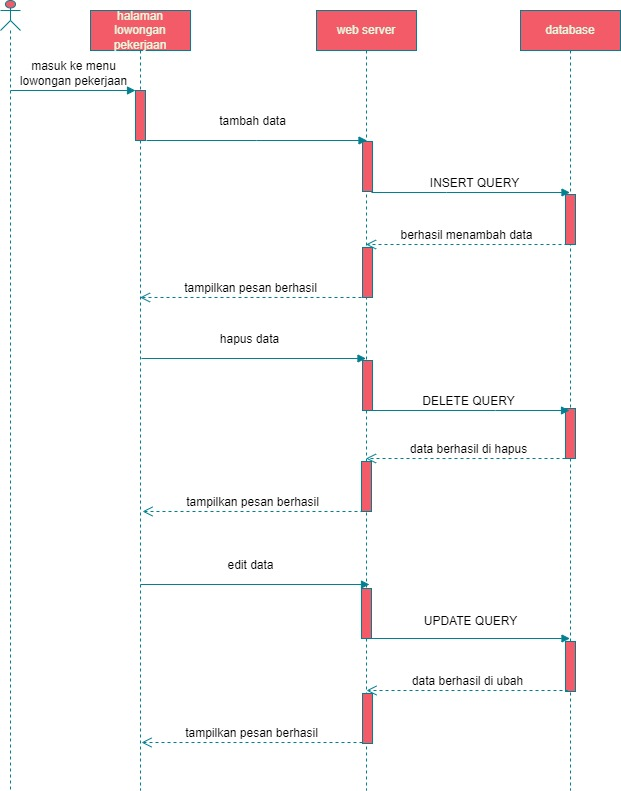 halaman
lowongan
pekerjaan
web server
database
masuk ke menu
lowongan pekerjaan
tambah data
INSERT QUERY
berhasil menambah data
tampilkan pesan berhasil
hapus data
DELETE QUERY
data berhasil di hapus
tampilkan pesan berhasil
edit data
UPDATE QUERY
data berhasil di ubah
tampilkan pesan berhasil